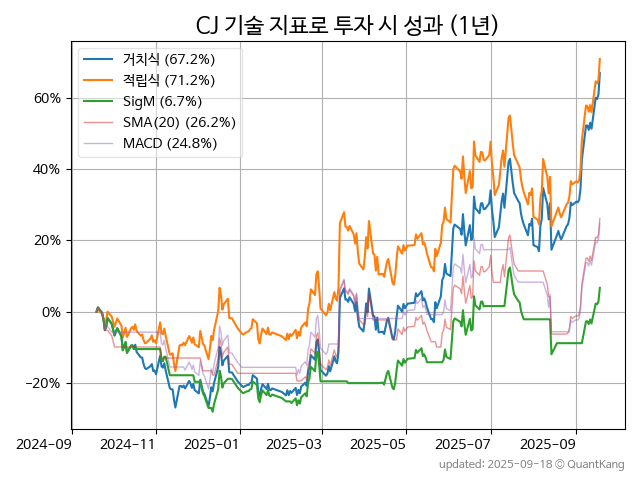 CJ 기술 지표로 투자 시 성과 (1년)
거치식 (67.2%)
적립식 (71.2%)
SigM (6.7%)
SMA(20) (26.2%)
MACD (24.8%)
60%
40%
20%
0%
−20%
2024-09 2024-11 2025-01 2025-03 2025-05 2025-07 2025-09
updated: 2025-09-18 © QuantKang